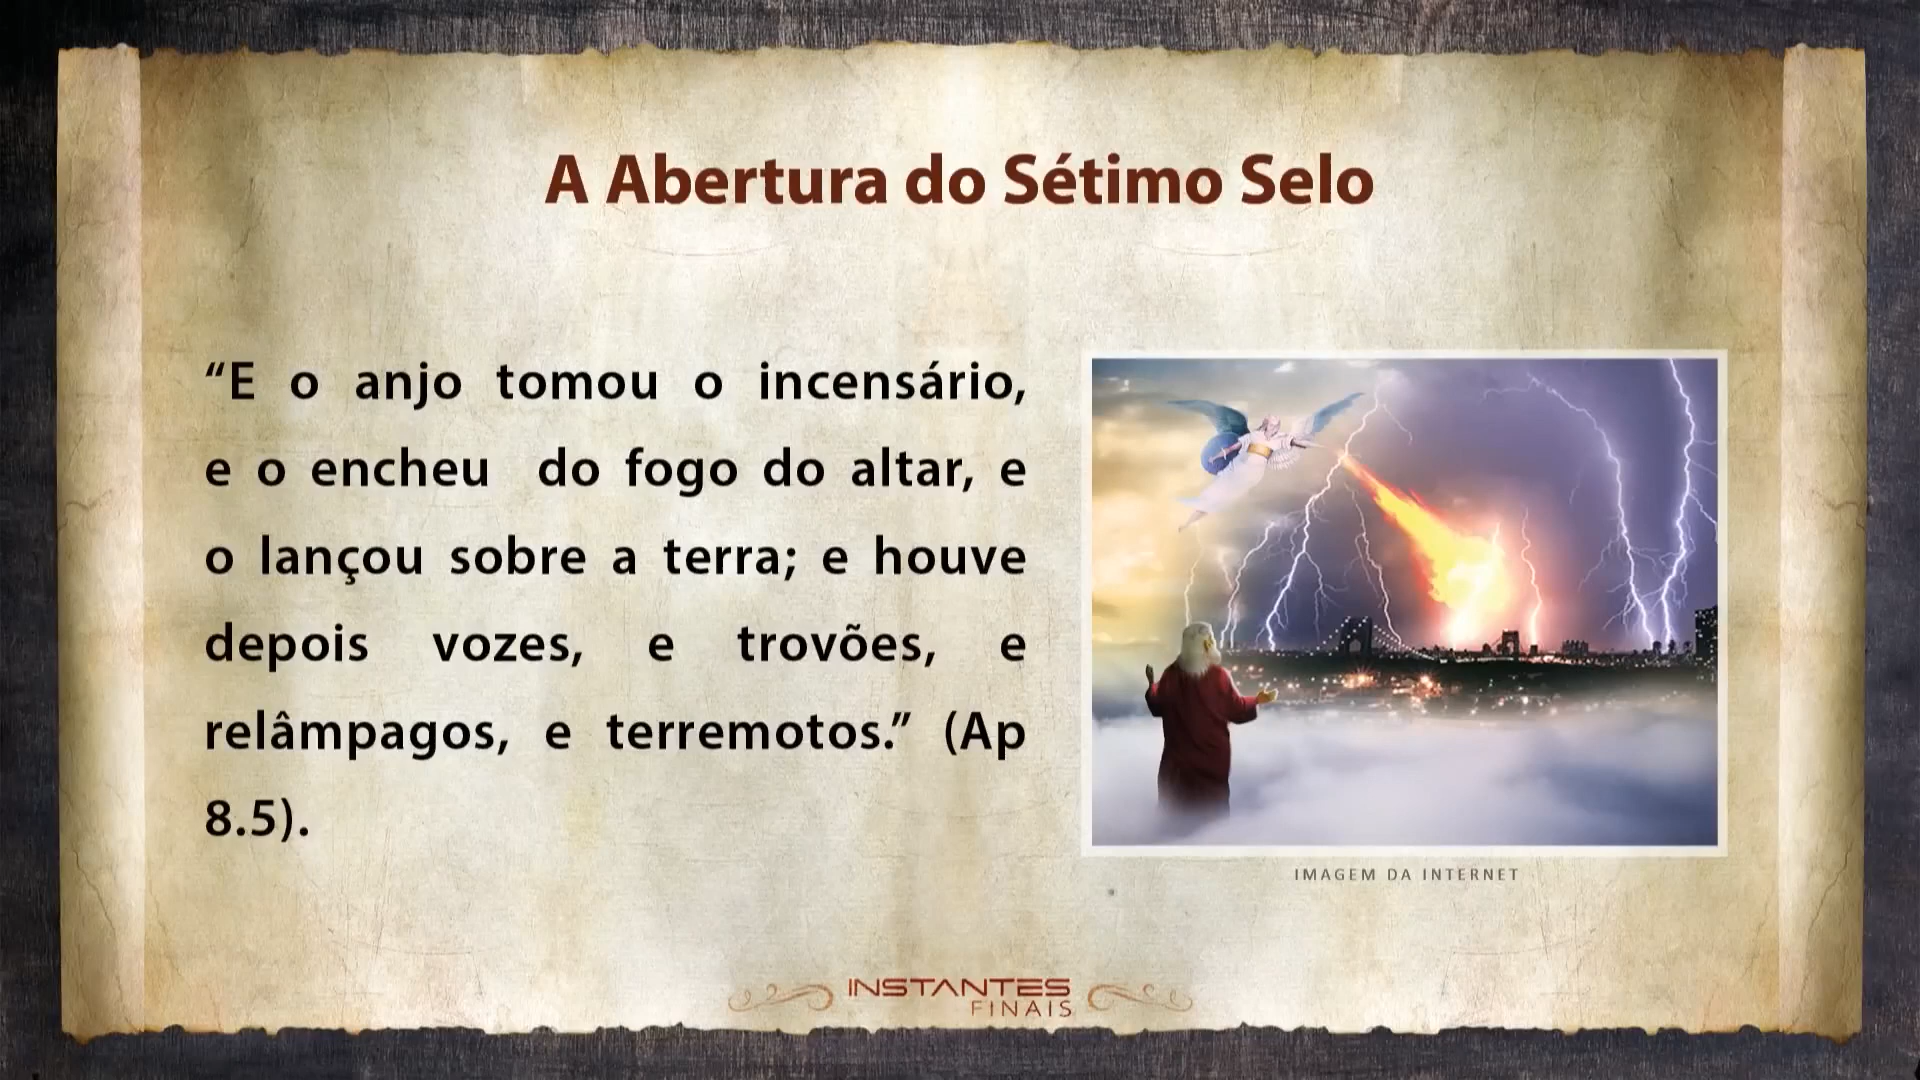 A Abertura do Sétimo Selo
“E o anjo tomou o incensário,
e o encheu do fogo do altar, e
o lançou sobre a terra; e houve
depois vozes, e trovões, e
relâmpagos, e terremotos.” (Ap
8.5).
IMAGEM DA INTERNET
INSTANTES
FINAIS